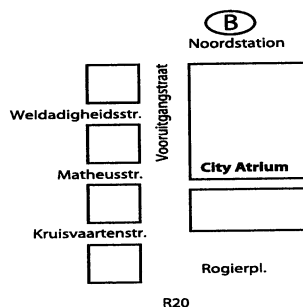 B
Noordstation
Vooruitgangstraat
Weldadigheidsstr.
City Atrium
Matheusstr.
Kruisvaartenstr.
Rogierpl.
R20